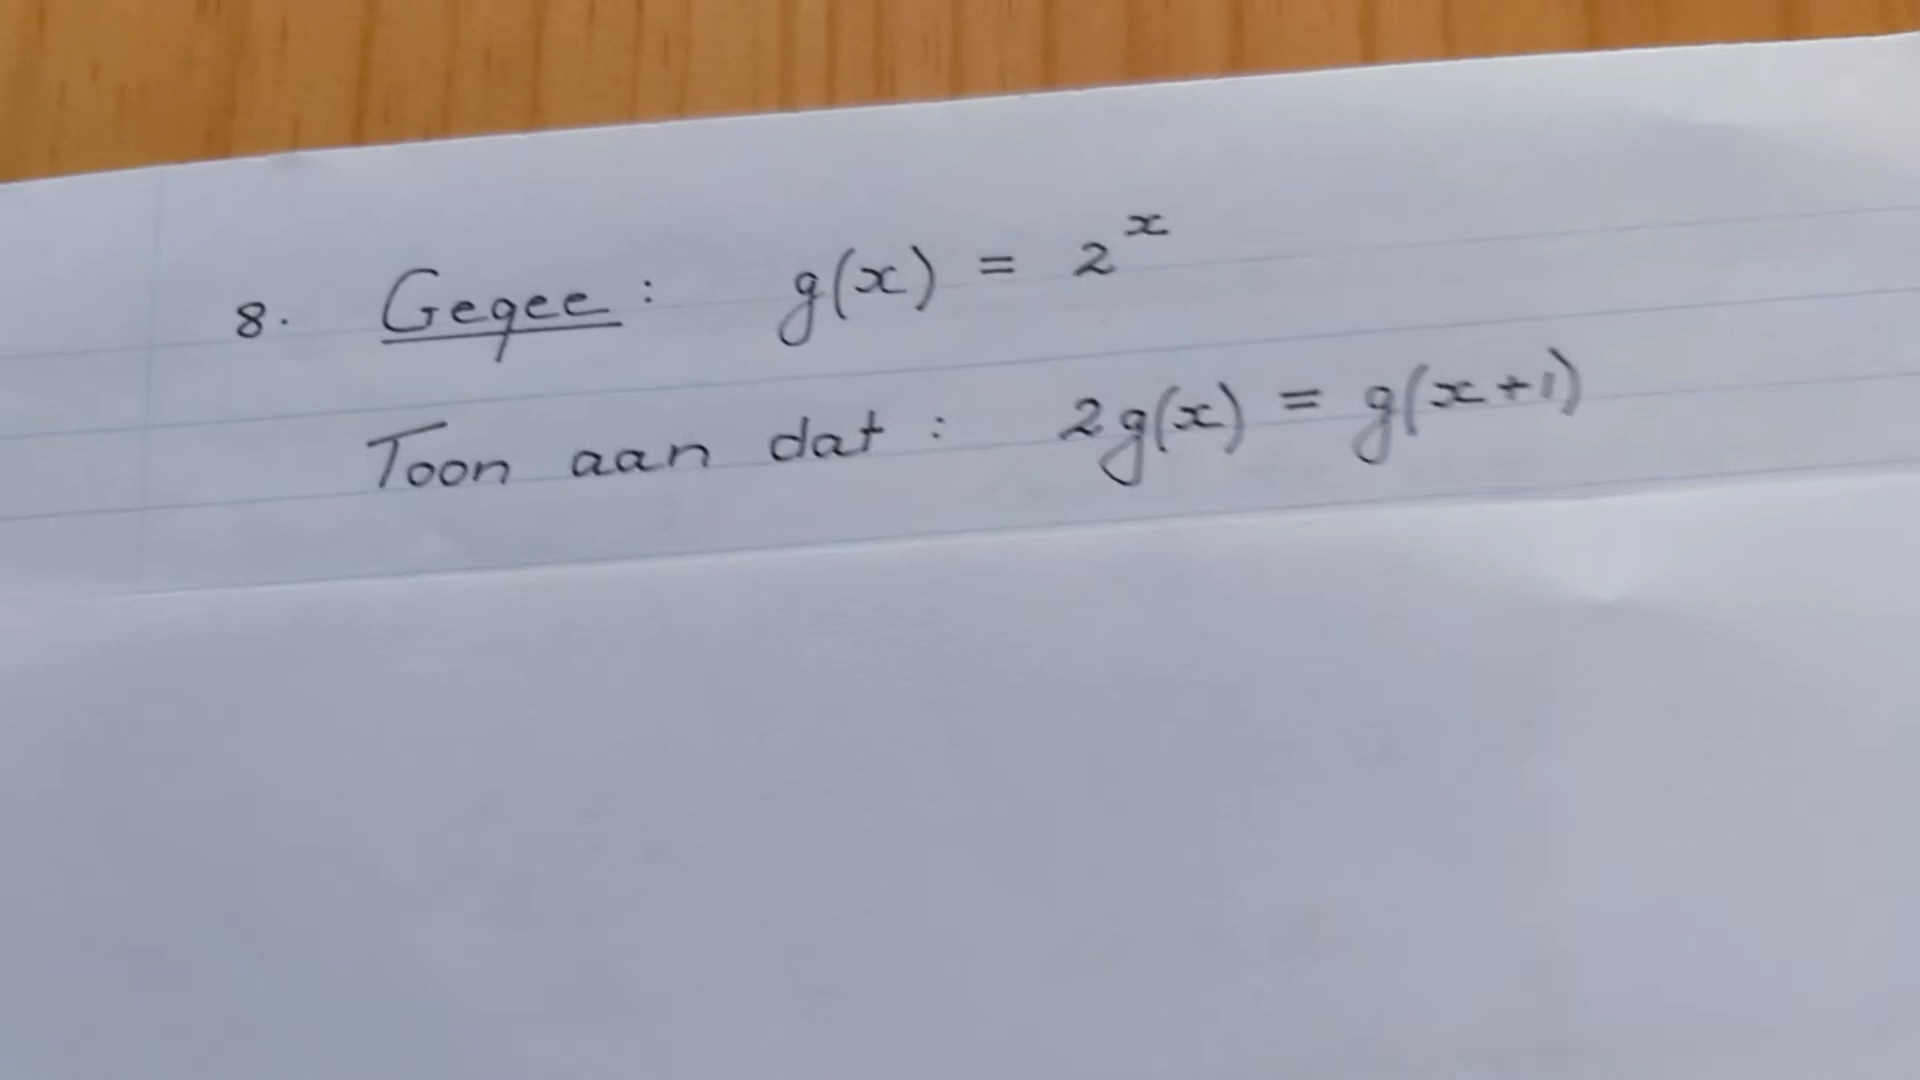 8. Gegee : g(x) = 2^x
Toon aan dat : 2g(x) = g(x+1)